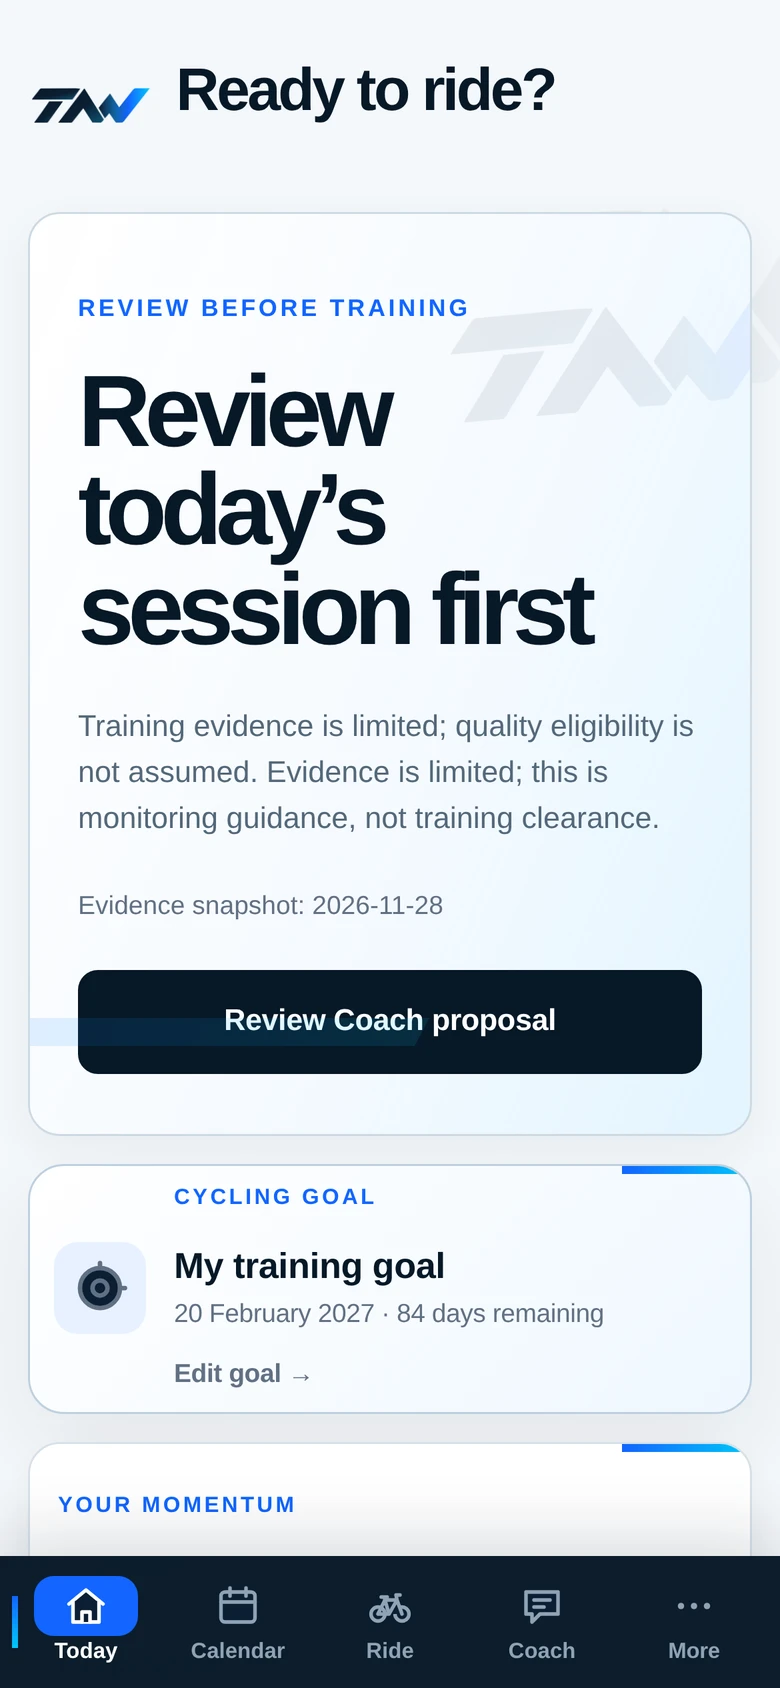 TAW Ready to ride?
TAW
REVIEW BEFORE TRAINING
Review
today’s
session first
Training evidence is limited; quality eligibility is
not assumed. Evidence is limited; this is
monitoring guidance, not training clearance.
Evidence snapshot: 2026-11-28
Review Coach proposal
CYCLING GOAL
My training goal
20 February 2027 · 84 days remaining
Edit goal →
YOUR MOMENTUM
Today Calendar Ride Coach More